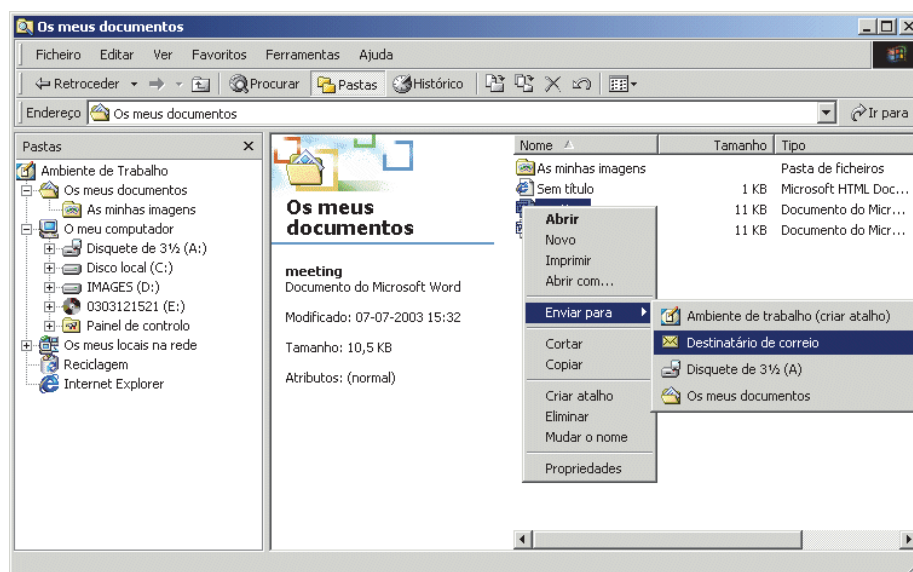 Os meus documentos
Ficheiro Editar Ver Favoritos Ferramentas Ajuda
Retroceder Procurar Pastas Histórico
Endereço Os meus documentos Ir para
Pastas
Ambiente de Trabalho
Os meus documentos
As minhas imagens
O meu computador
Disquete de 3½ (A:)
Disco local (C:)
IMAGES (D:)
0303121521 (E:)
Painel de controlo
Os meus locais na rede
Reciclagem
Internet Explorer
Os meus
documentos
meeting
Documento do Microsoft Word
Modificado: 07-07-2003 15:32
Tamanho: 10,5 KB
Atributos: (normal)
Nome Tamanho Tipo
As minhas imagens Pasta de ficheiros
Sem título 1 KB Microsoft HTML Doc...
11 KB Documento do Micr...
11 KB Documento do Micr...
Abrir
Novo
Imprimir
Abrir com...
Enviar para
Cortar
Copiar
Criar atalho
Eliminar
Mudar o nome
Propriedades
Ambiente de trabalho (criar atalho)
Destinatário de correio
Disquete de 3½ (A)
Os meus documentos